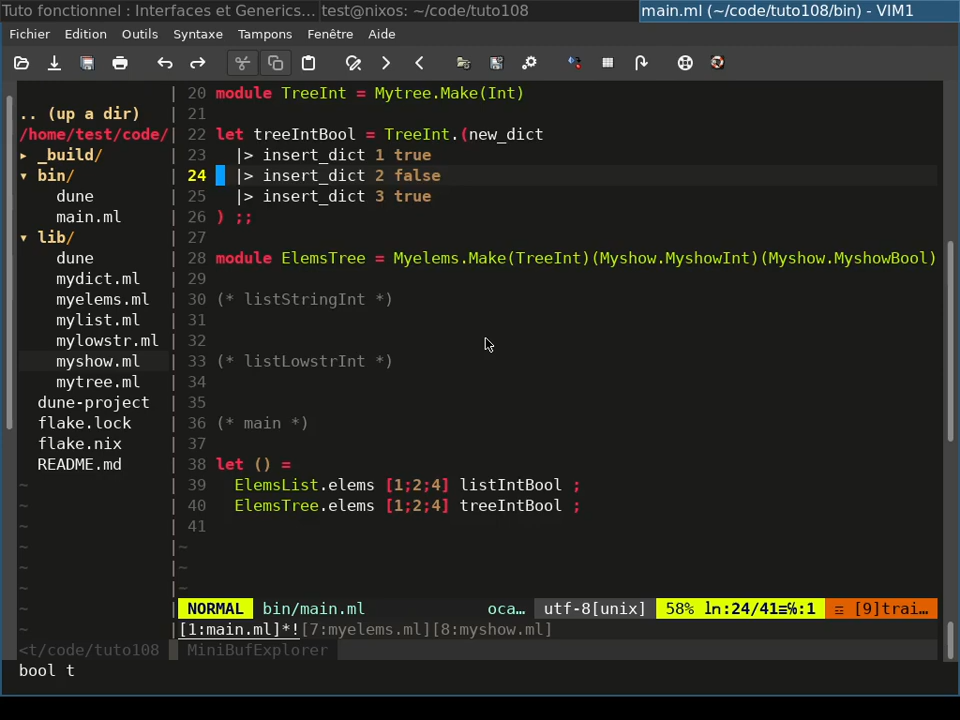 Tuto fonctionnel : Interfaces et Generics... test@nixos: ~/code/tuto108 main.ml (~/code/tuto108/bin) - VIM1
Fichier Edition Outils Syntaxe Tampons Fenêtre Aide
.. (up a dir)
/home/test/code/
▸ _build/
▾ bin/
dune
main.ml
▾ lib/
dune
mydict.ml
myelems.ml
mylist.ml
mylowstr.ml
myshow.ml
mytree.ml
dune-project
flake.lock
flake.nix
README.md
20 module TreeInt = Mytree.Make(Int)
21
22 let treeIntBool = TreeInt.(new_dict
23 |> insert_dict 1 true
24 |> insert_dict 2 false
25 |> insert_dict 3 true
26 ) ;;
27
28 module ElemsTree = Myelems.Make(TreeInt)(Myshow.MyshowInt)(Myshow.MyshowBool)
29
30 (* listStringInt *)
31
32
33 (* listLowstrInt *)
34
35
36 (* main *)
37
38 let () =
39 ElemsList.elems [1;2;4] listIntBool ;
40 ElemsTree.elems [1;2;4] treeIntBool ;
41
NORMAL bin/main.ml oca… utf-8[unix] 58% ln:24/41≡℅:1 ☲ [9]trai…
[1:main.ml]*![7:myelems.ml][8:myshow.ml]
<t/code/tuto108 MiniBufExplorer
bool t